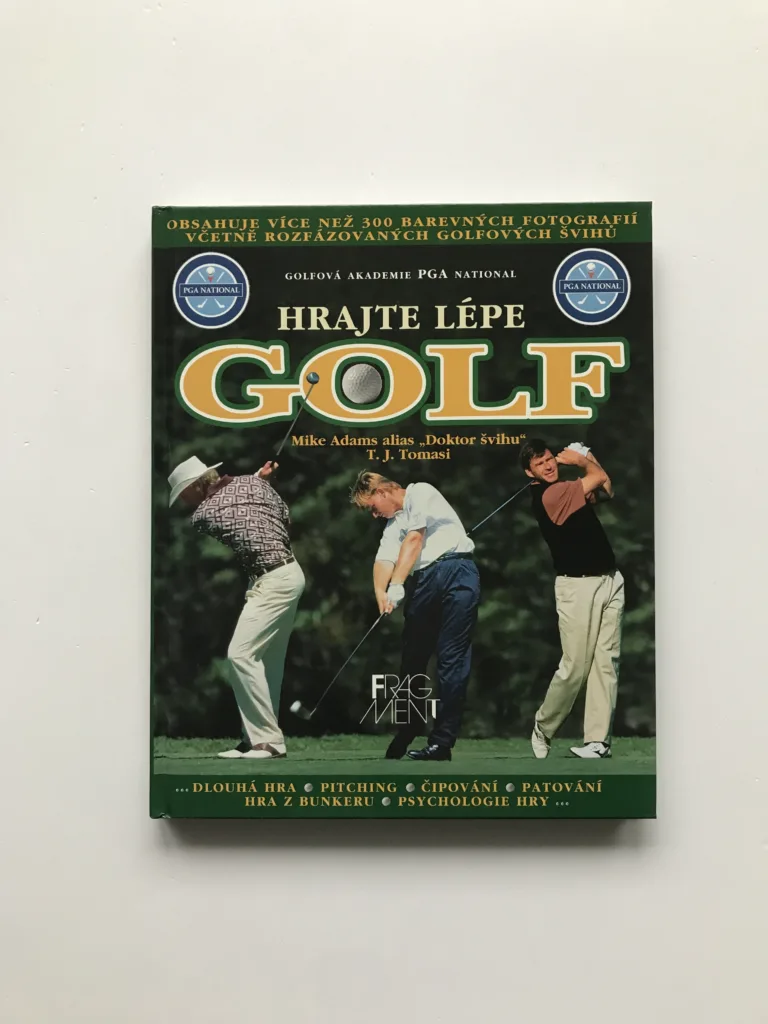 OBSAHUJE VÍCE NEŽ 300 BAREVNÝCH FOTOGRAFIÍ
VČETNĚ ROZFÁZOVANÝCH GOLFOVÝCH ŠVIHŮ
GOLFOVÁ AKADEMIE PGA NATIONAL
PGA NATIONAL
PGA NATIONAL
HRAJTE LÉPE
GOLF
Mike Adams alias „Doktor švihu“
T. J. Tomasi
FRAG
MENT
... DLOUHÁ HRA • PITCHING • ČIPOVÁNÍ • PATOVÁNÍ
HRA Z BUNKERU • PSYCHOLOGIE HRY ...